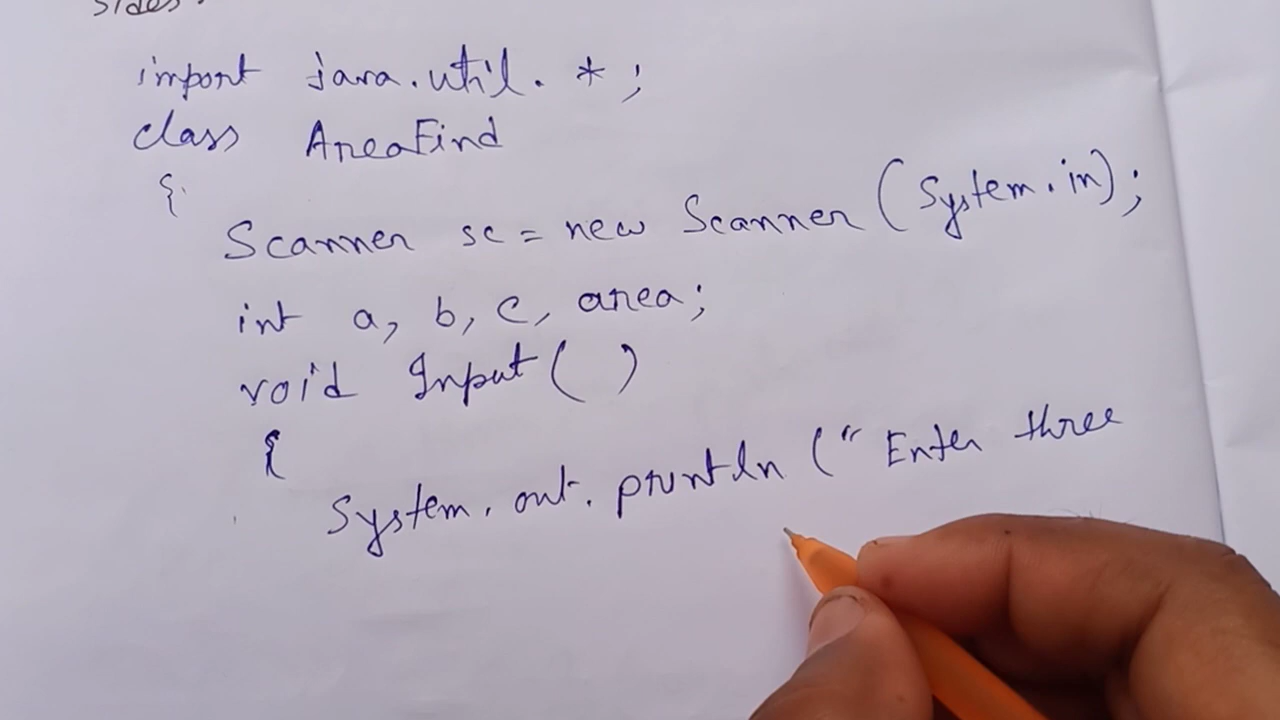 sides.
import java.util.*;
class AreaFind
{
Scanner sc = new Scanner (System.in);
int a, b, c, area;
void Input( )
{
System.out.println (" Enter three